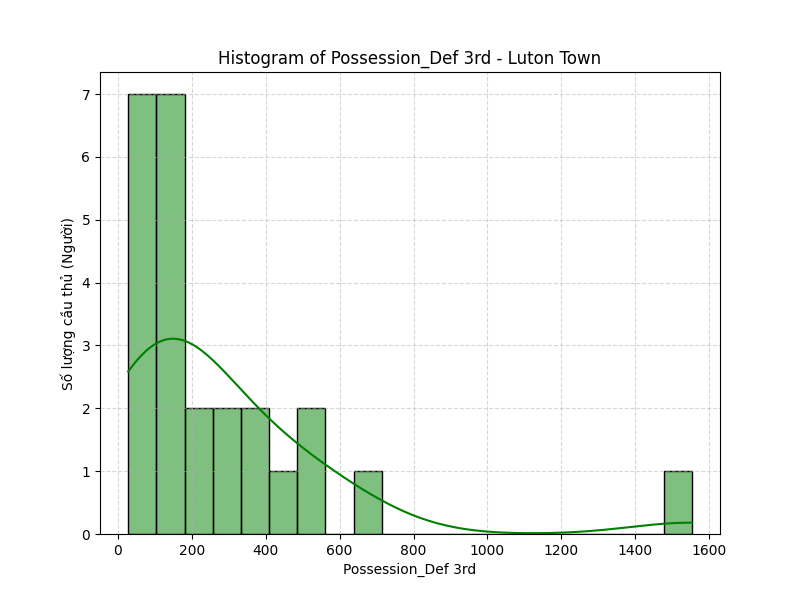 Histogram of Possession_Def 3rd - Luton Town
Số lượng cầu thủ (Người)
7
6
5
4
3
2
1
0
0 200 400 600 800 1000 1200 1400 1600
Possession_Def 3rd